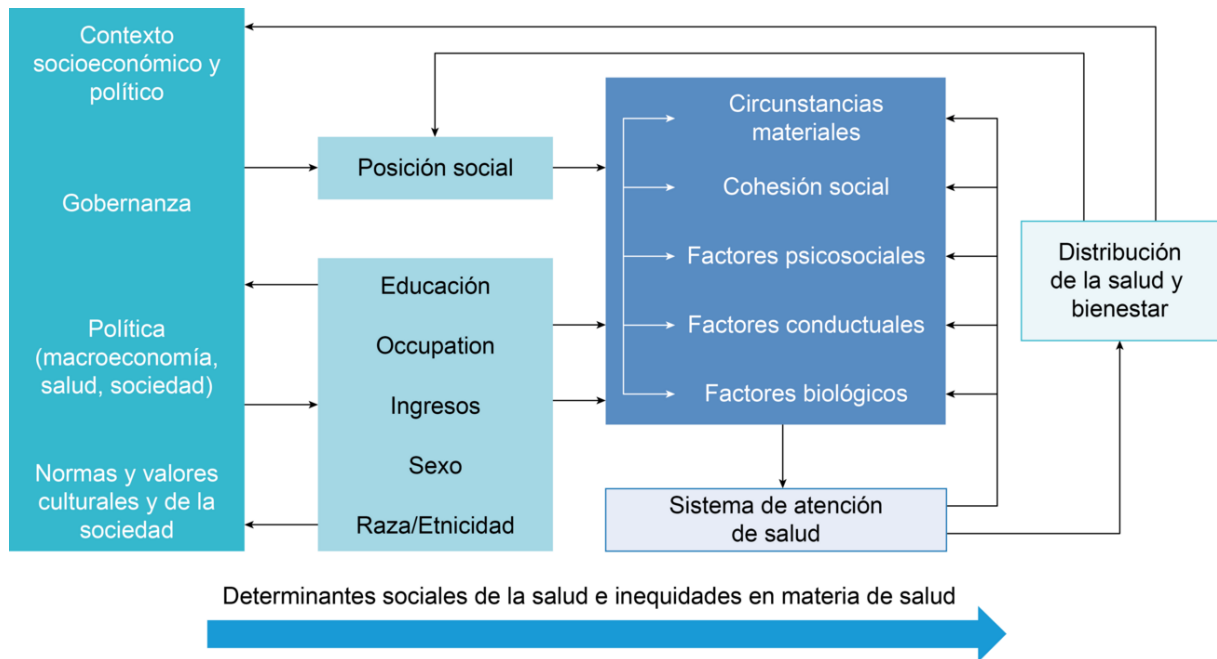 Contexto
socioeconómico y
político
Gobernanza
Política
(macroeconomía,
salud, sociedad)
Normas y valores
culturales y de la
sociedad
Posición social
Educación
Occupation
Ingresos
Sexo
Raza/Etnicidad
Circunstancias
materiales
Cohesión social
Factores psicosociales
Factores conductuales
Factores biológicos
Sistema de atención
de salud
Distribución
de la salud y
bienestar
Determinantes sociales de la salud e inequidades en materia de salud